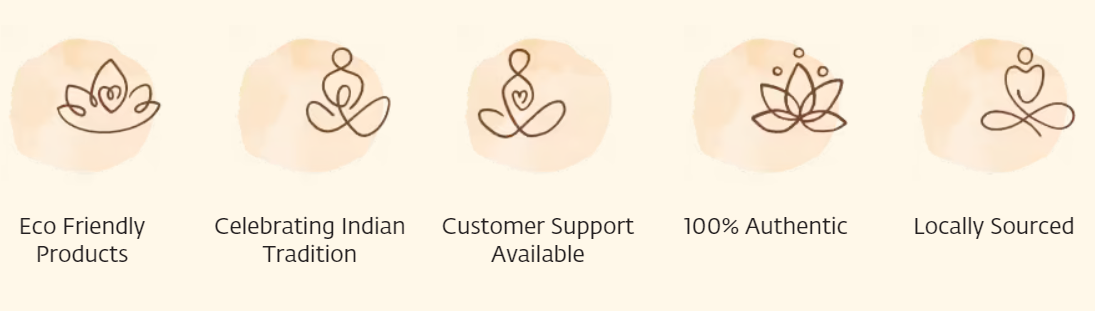 Eco Friendly
Products
Celebrating Indian
Tradition
Customer Support
Available
100% Authentic
Locally Sourced